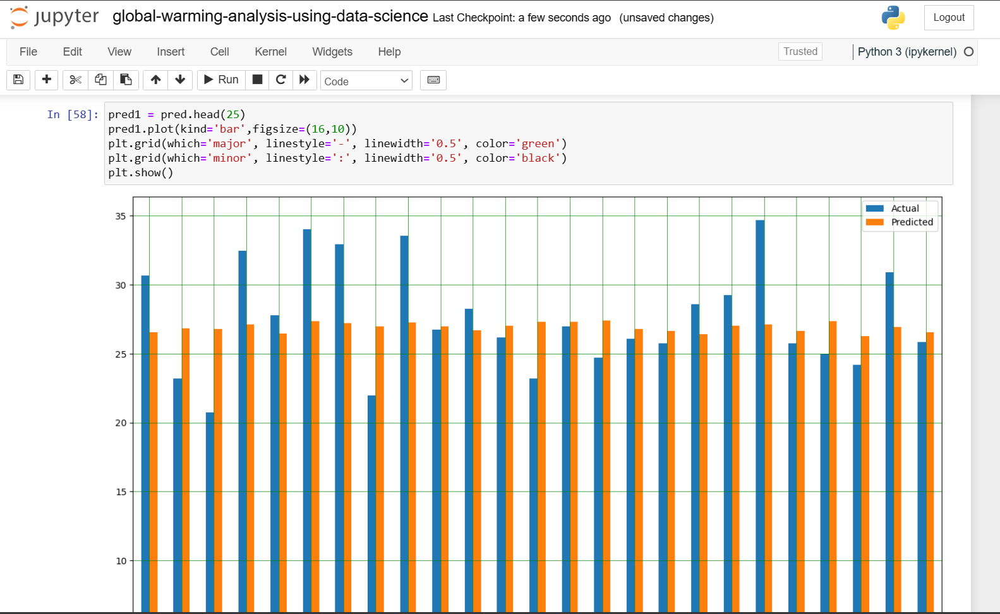 jupyter global-warming-analysis-using-data-science Last Checkpoint: a few seconds ago (unsaved changes) Logout
File Edit View Insert Cell Kernel Widgets Help Trusted Python 3 (ipykernel)
Run Code
In [58]: pred1 = pred.head(25)
pred1.plot(kind='bar',figsize=(16,10))
plt.grid(which='major', linestyle='-', linewidth='0.5', color='green')
plt.grid(which='minor', linestyle=':', linewidth='0.5', color='black')
plt.show()
Actual
Predicted
35
30
25
20
15
10